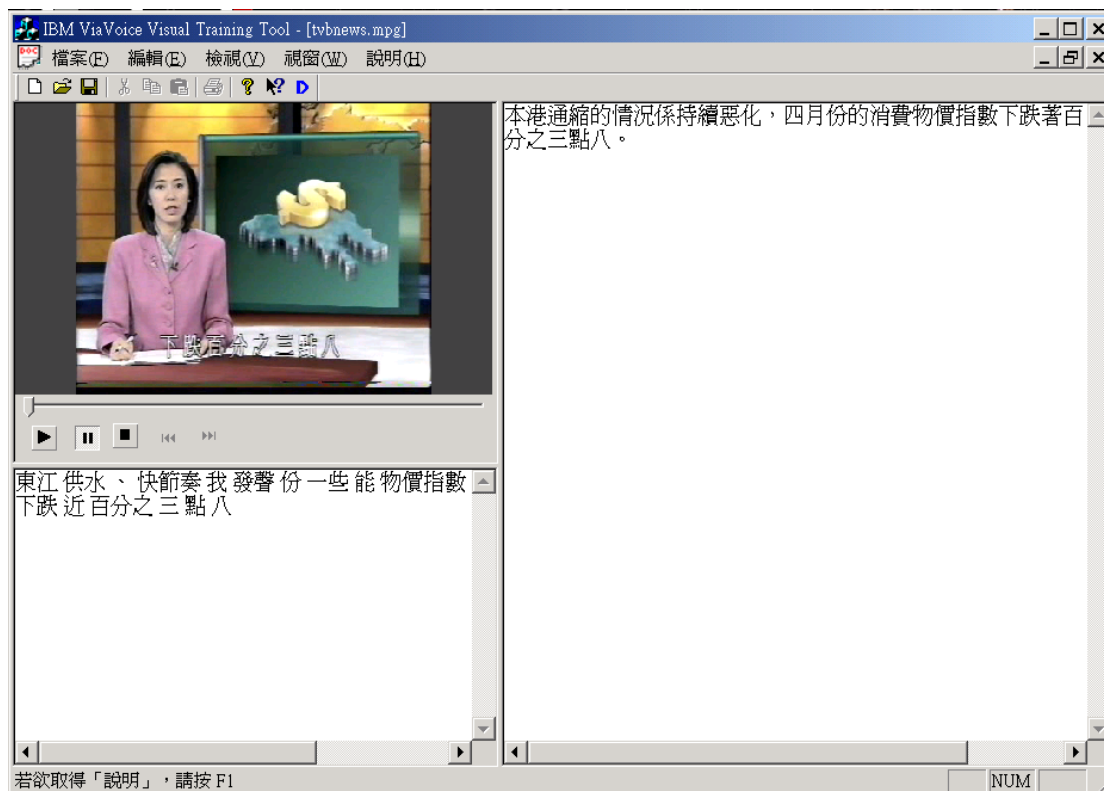 IBM ViaVoice Visual Training Tool - [tvbnews.mpg]
檔案(F) 編輯(E) 檢視(V) 視窗(W) 說明(H)
本港通縮的情況係持續惡化，四月份的消費物價指數下跌著百
分之三點八。
下跌百分之三點八
東江 供水 、 快節奏 我 發聲 份 一些 能 物價指數
下跌 近 百分之 三 點 八
若欲取得「說明」，請按 F1
NUM